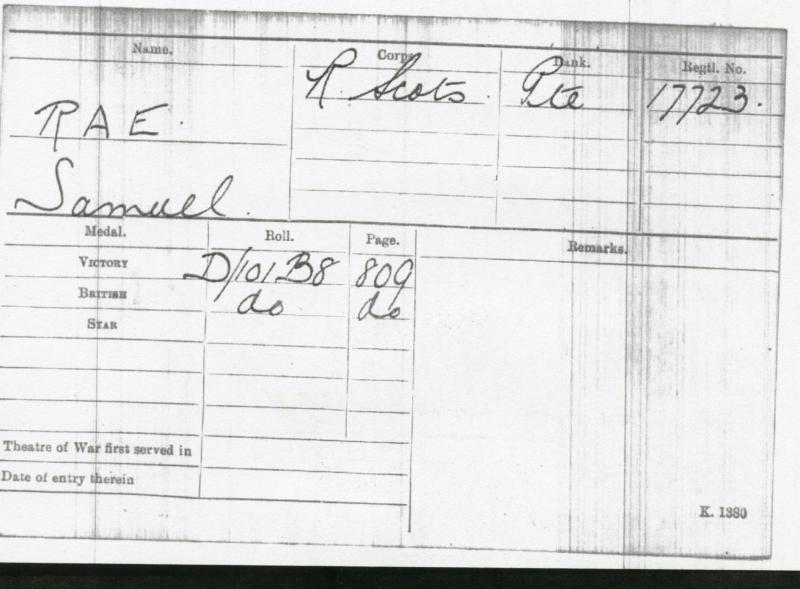 Name. Corps. Rank. Regtl. No.
R. Scots. Pte 17723.
RAE.
Samuel.
Medal. Roll. Page. Remarks.
VICTORY D/101B8 809
BRITISH do do
STAR
Theatre of War first served in
Date of entry therein
K. 1380